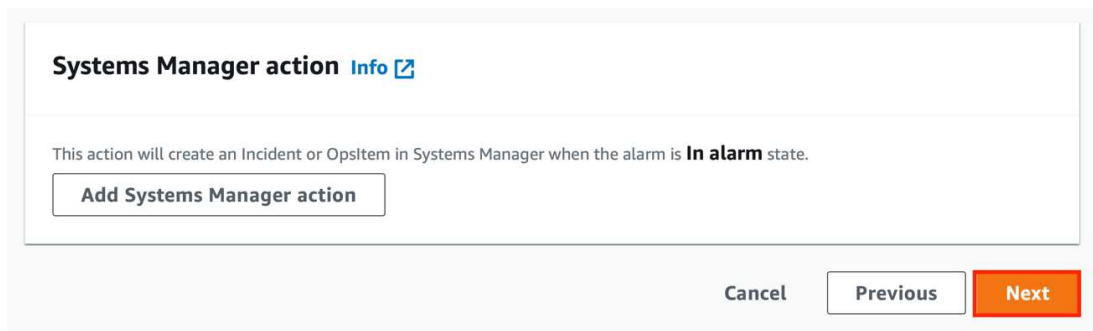 Systems Manager action Info
This action will create an Incident or OpsItem in Systems Manager when the alarm is In alarm state.
Add Systems Manager action
Cancel Previous Next